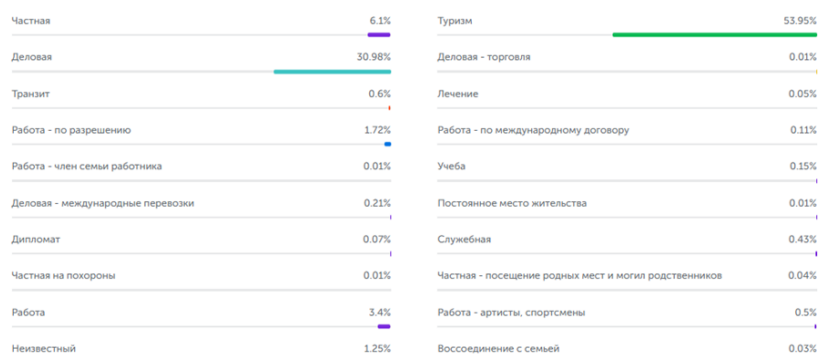 Частная 6.1%
Туризм 53.95%
Деловая 30.98%
Деловая - торговля 0.01%
Транзит 0.6%
Лечение 0.05%
Работа - по разрешению 1.72%
Работа - по международному договору 0.11%
Работа - член семьи работника 0.01%
Учеба 0.15%
Деловая - международные перевозки 0.21%
Постоянное место жительства 0.01%
Дипломат 0.07%
Служебная 0.43%
Частная на похороны 0.01%
Частная - посещение родных мест и могил родственников 0.04%
Работа 3.4%
Работа - артисты, спортсмены 0.5%
Неизвестный 1.25%
Воссоединение с семьей 0.03%